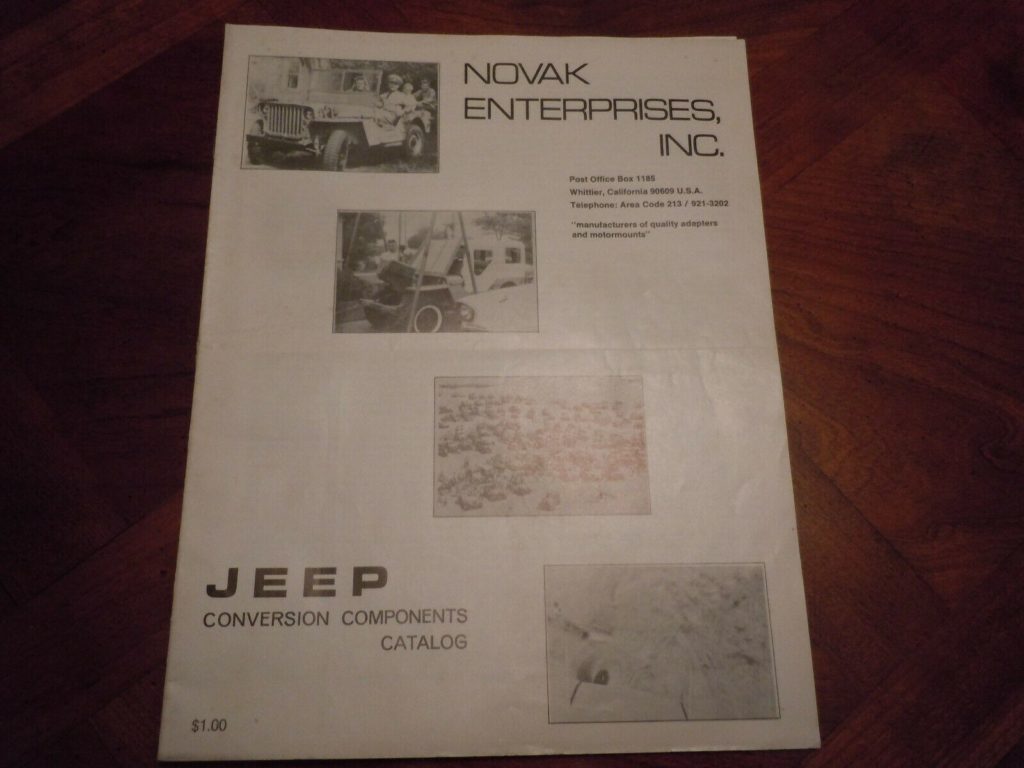 NOVAK
ENTERPRISES,
INC.
Post Office Box 1185
Whittier, California 90609 U.S.A.
Telephone: Area Code 213 / 921-3202
"manufacturers of quality adapters
and motormounts"
JEEP
CONVERSION COMPONENTS
CATALOG
$1.00